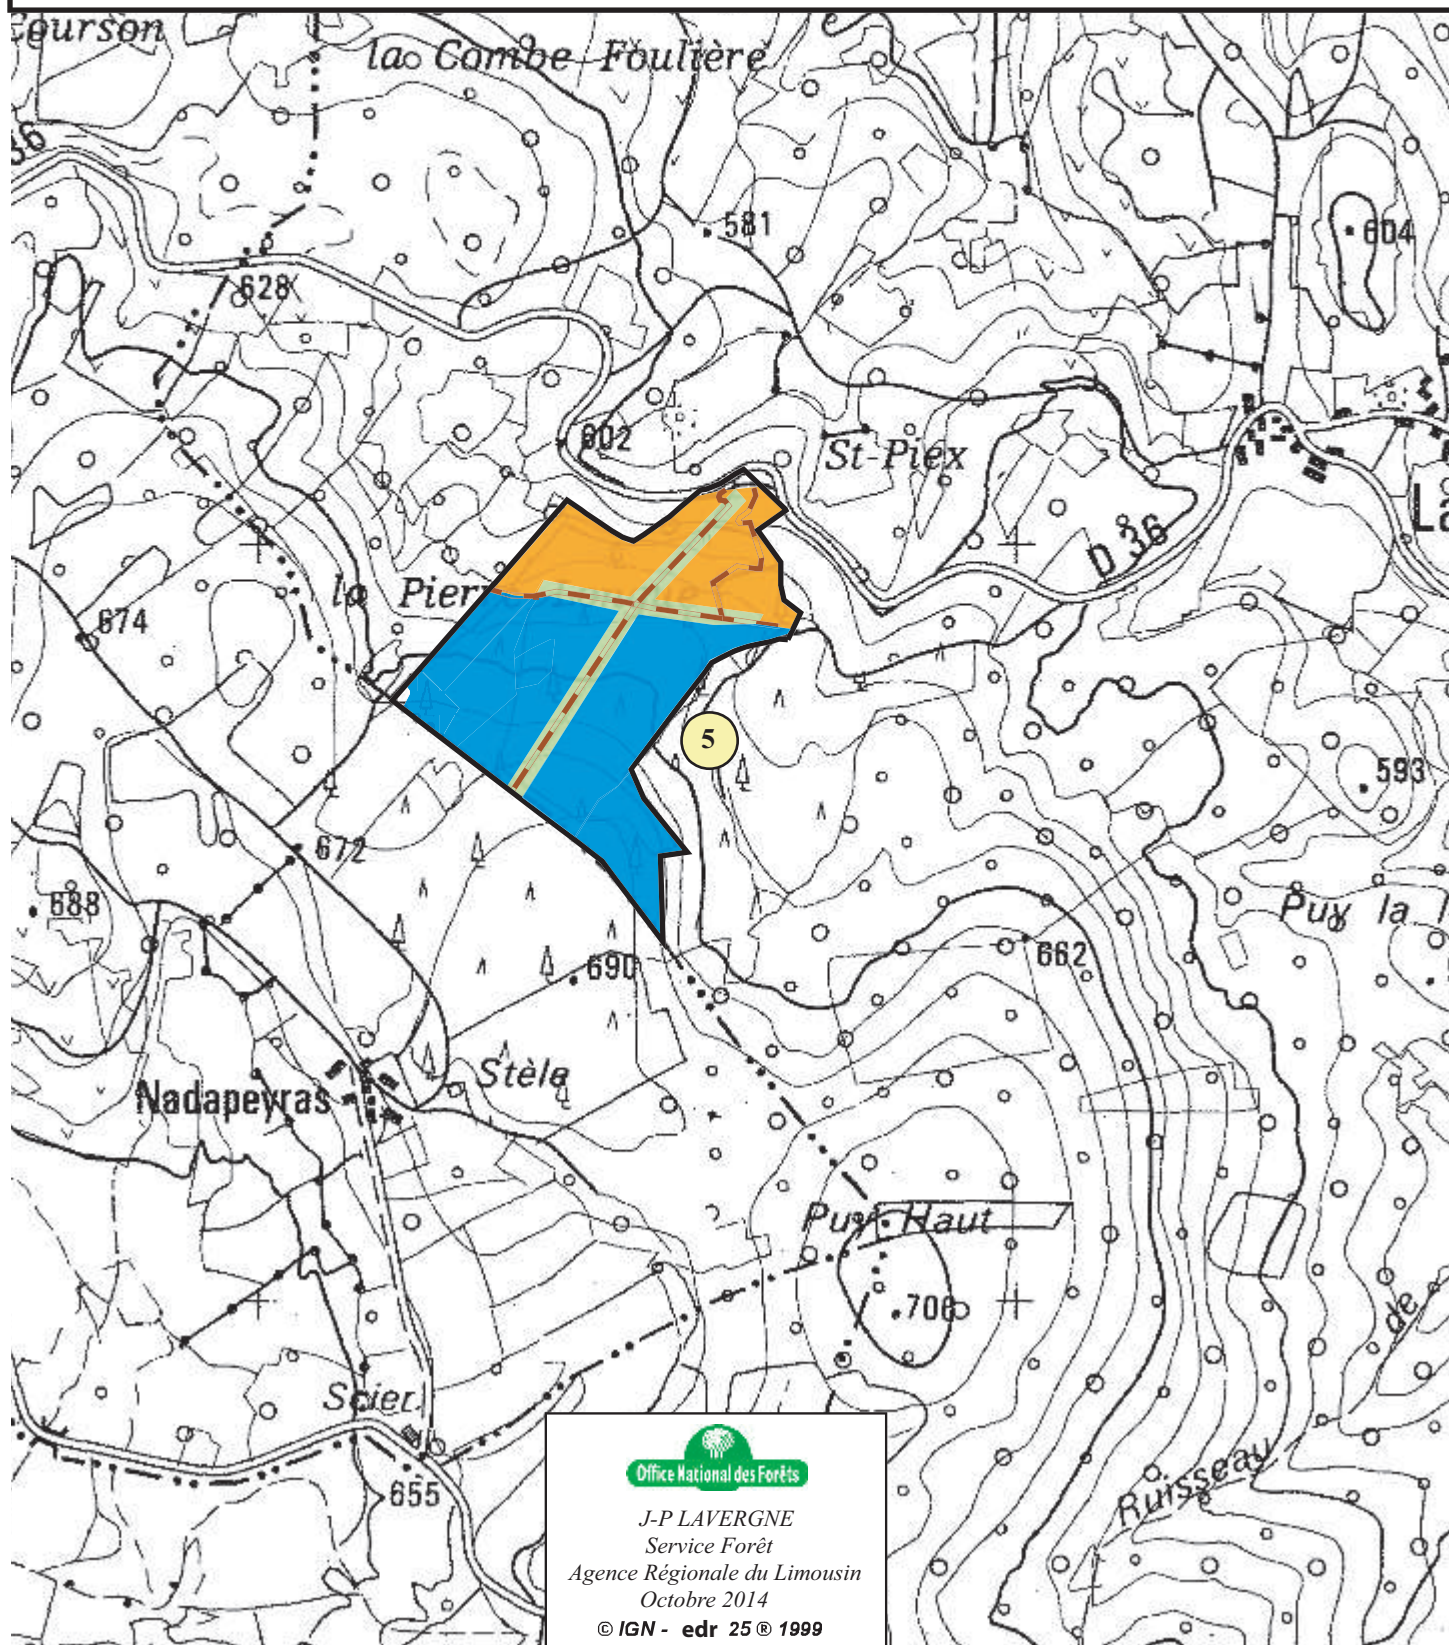 Courson
la Combe Foulière
36
581
604
628
602
St-Piex
D 36
la
674
5
593
672
688
Puy la
690
662
Stèle
Nadapeyras
Puy Haut
706
de
Scier.
655
Ruisseau
Office National des Forêts
J-P LAVERGNE
Service Forêt
Agence Régionale du Limousin
Octobre 2014
© IGN - edr 25 ® 1999